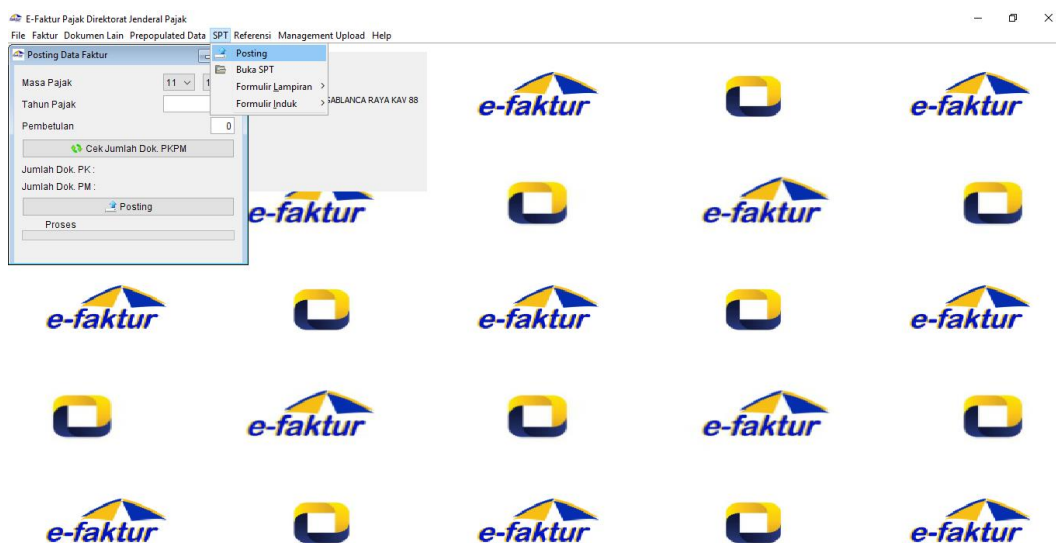 E-Faktur Pajak Direktorat Jenderal Pajak
File Faktur Dokumen Lain Prepopulated Data SPT Referensi Management Upload Help
Posting Data Faktur
Posting
Buka SPT
Formulir Lampiran
Formulir Induk
Masa Pajak 11 1
Tahun Pajak
SABLANCA RAYA KAV 88
Pembetulan 0
Cek Jumlah Dok. PKPM
Jumlah Dok. PK :
Jumlah Dok. PM :
Posting
Proses
e-faktur e-faktur
e-faktur e-faktur
e-faktur e-faktur e-faktur
e-faktur e-faktur
e-faktur e-faktur e-faktur